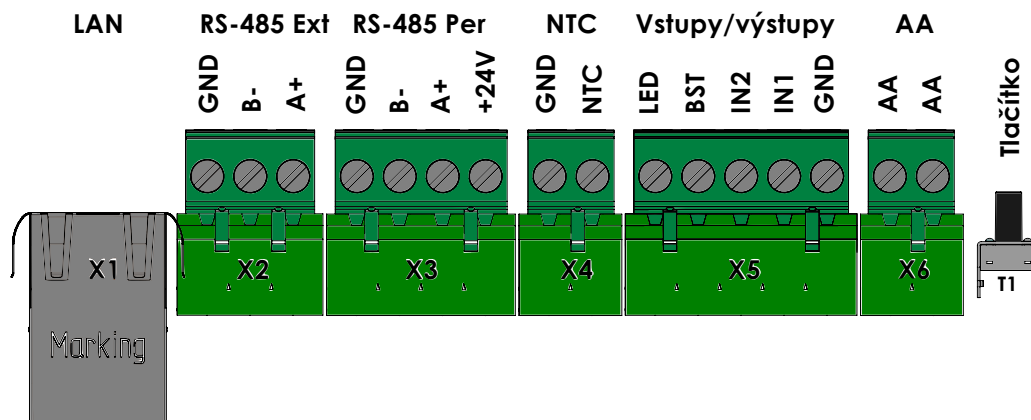 LAN
RS-485 Ext
RS-485 Per
NTC
Vstupy/výstupy
AA
GND
B-
A+
GND
B-
A+
+24V
GND
NTC
LED
BST
IN2
IN1
GND
AA
AA
Tlačítko
X1
X2
X3
X4
X5
X6
T1
Marking